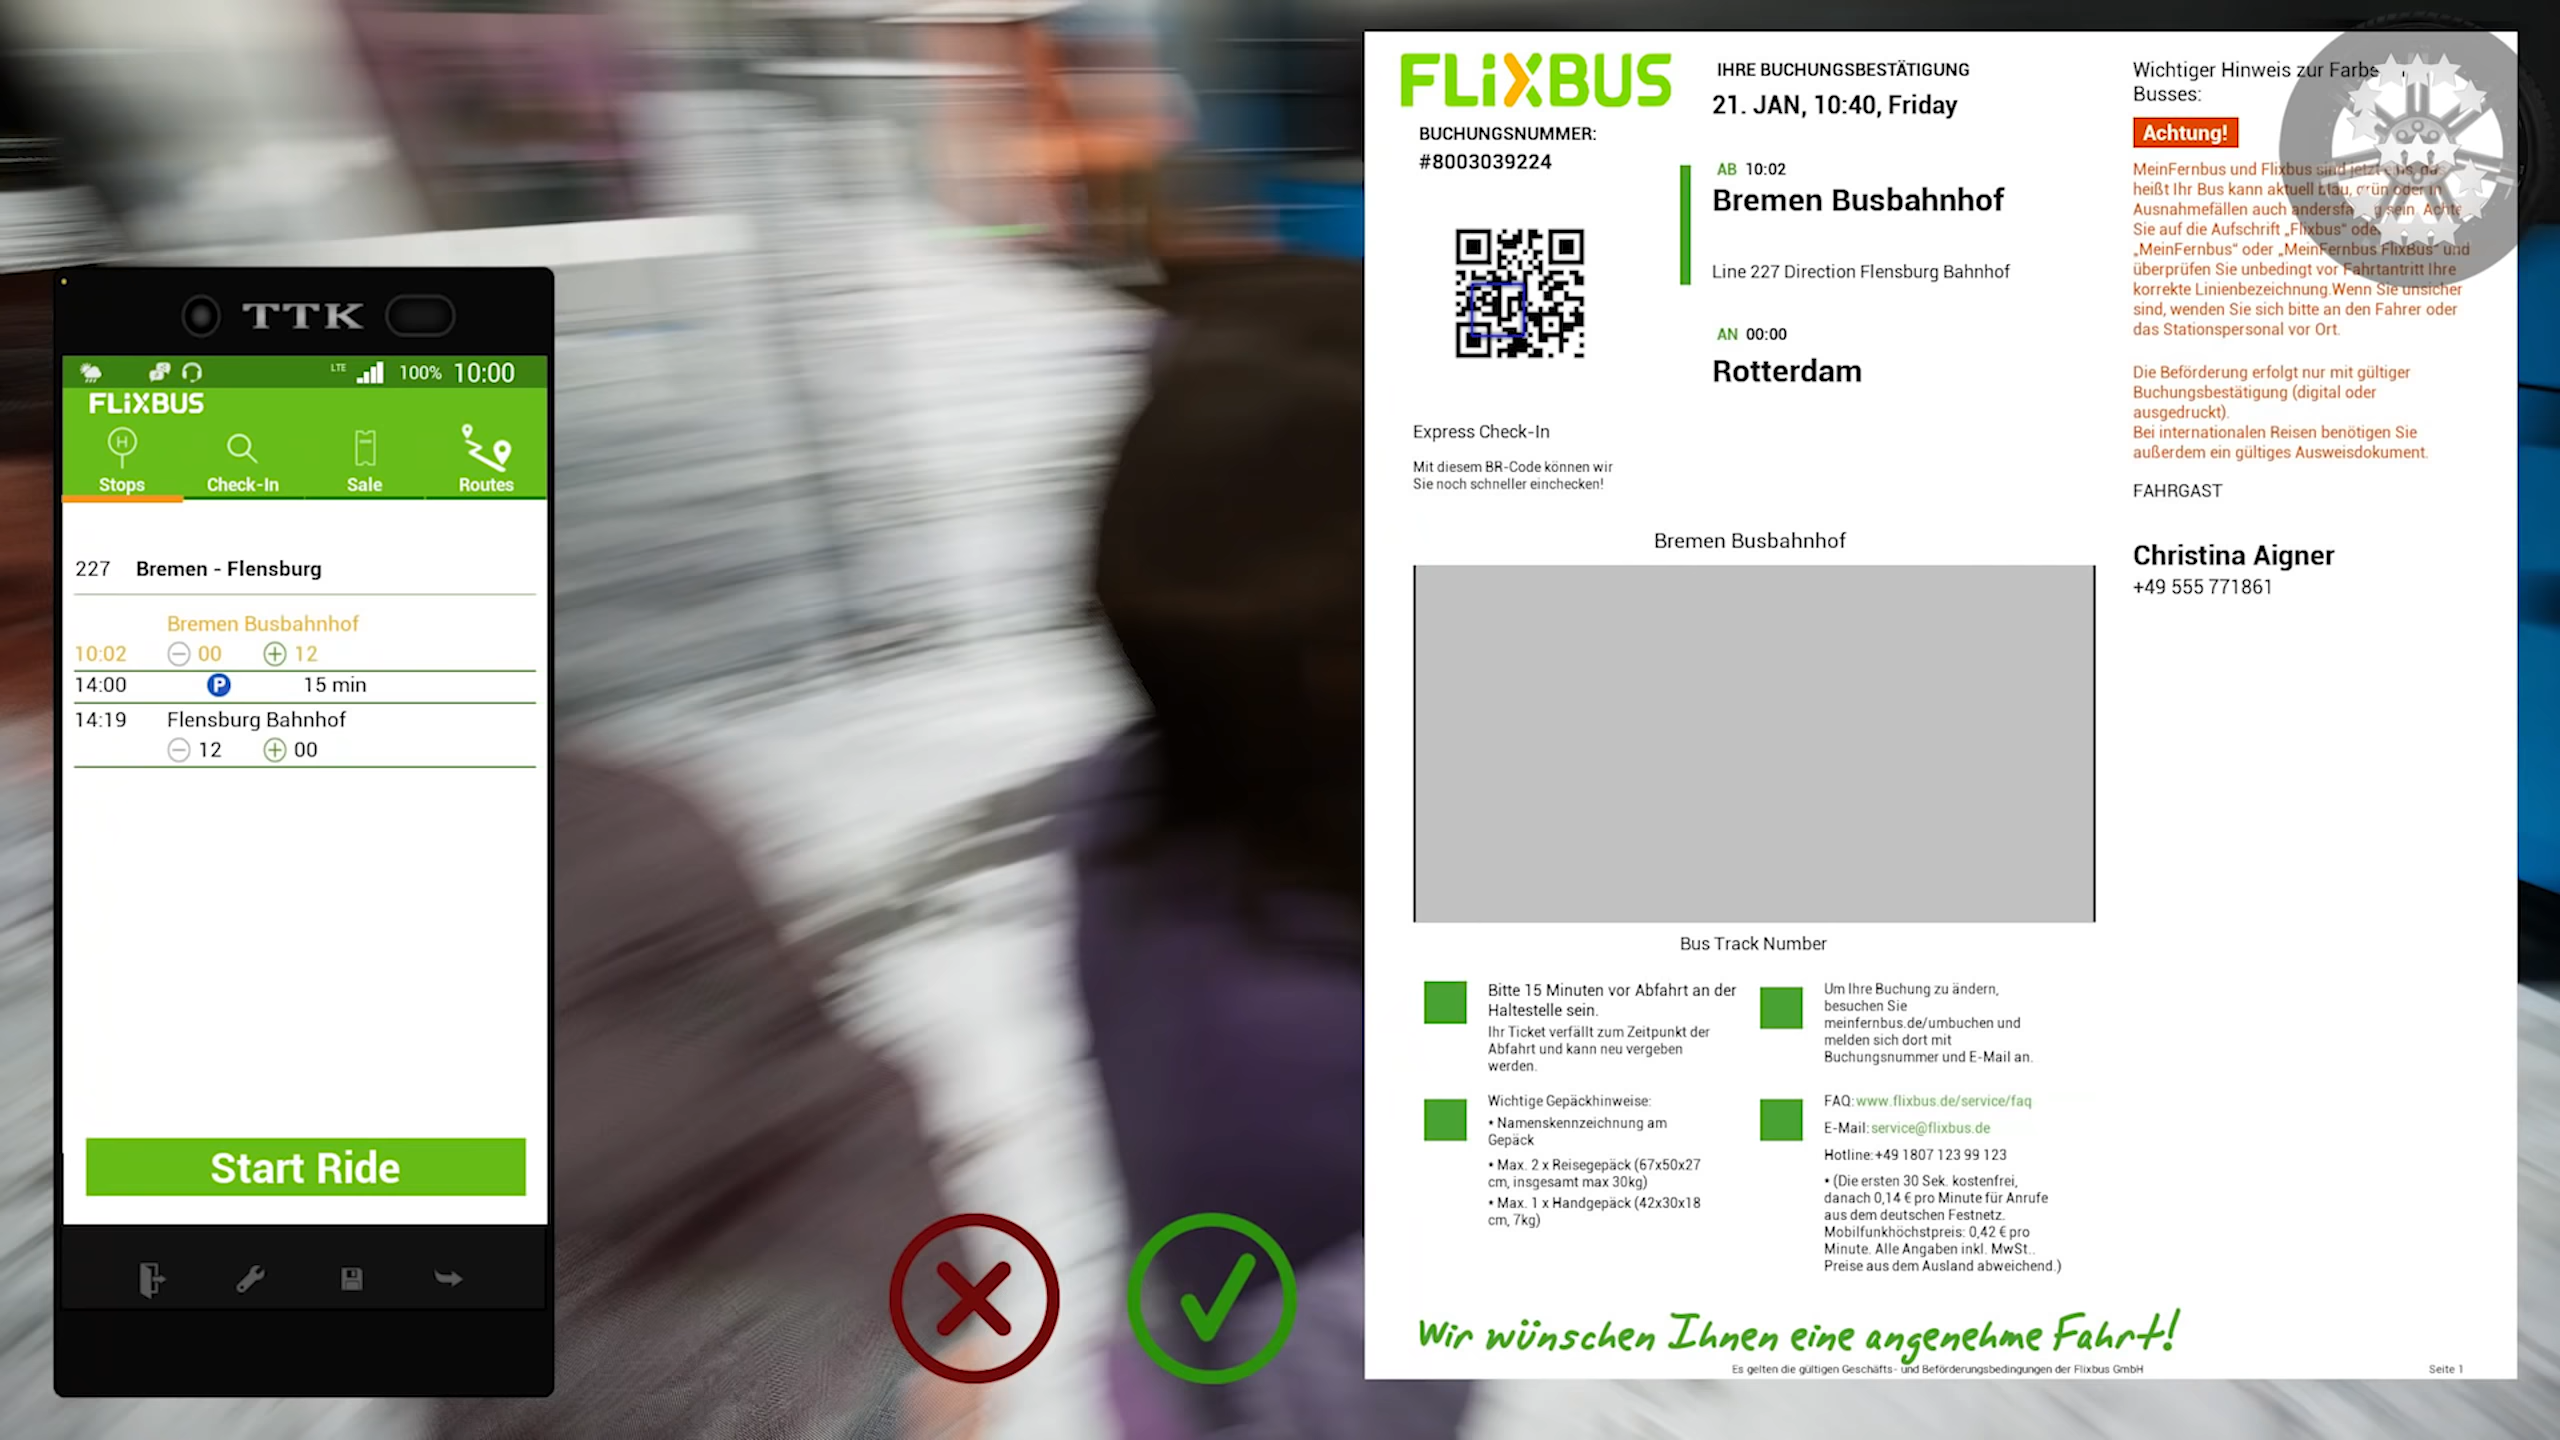 TTK
LTE 100% 10:00
FLiXBUS
Stops Check-In Sale Routes
227 Bremen - Flensburg
Bremen Busbahnhof
10:02 00 12
14:00 P 15 min
14:19 Flensburg Bahnhof
12 00
Start Ride
FLiXBUS
BUCHUNGSNUMMER:
#8003039224
IHRE BUCHUNGSBESTÄTIGUNG
21. JAN, 10:40, Friday
AB 10:02
Bremen Busbahnhof
Line 227 Direction Flensburg Bahnhof
AN 00:00
Rotterdam
Express Check-In
Mit diesem BR-Code können wir
Sie noch schneller einchecken!
Bremen Busbahnhof
Bus Track Number
Bitte 15 Minuten vor Abfahrt an der
Haltestelle sein.
Ihr Ticket verfällt zum Zeitpunkt der
Abfahrt und kann neu vergeben
werden.
Wichtige Gepäckhinweise:
• Namenskennzeichnung am
Gepäck
• Max. 2 x Reisegepäck (67x50x27
cm, insgesamt max 30kg)
• Max. 1 x Handgepäck (42x30x18
cm, 7kg)
Um Ihre Buchung zu ändern,
besuchen Sie
meinfernbus.de/umbuchen und
melden sich dort mit
Buchungsnummer und E-Mail an.
FAQ: www.flixbus.de/service/faq
E-Mail: service@flixbus.de
Hotline: +49 1807 123 99 123
• (Die ersten 30 Sek. kostenfrei,
danach 0,14 € pro Minute für Anrufe
aus dem deutschen Festnetz.
Mobilfunkhöchstpreis: 0,42 € pro
Minute. Alle Angaben inkl. MwSt..
Preise aus dem Ausland abweichend.)
Wichtiger Hinweis zur
Busses:
Achtung!
MeinFernbus und Flixbus sind jetzt
heißt Ihr Bus kann aktuell blau, grün oder in
Ausnahmefällen auch sein. Achte
Sie auf die Aufschrift „Flixbus“
„MeinFernbus“ oder „MeinFernbus FlixBus“ und
überprüfen Sie unbedingt vor Fahrtantritt Ihre
korrekte Linienbezeichnung.Wenn Sie unsicher
sind, wenden Sie sich bitte an den Fahrer oder
das Stationspersonal vor Ort.
Die Beförderung erfolgt nur mit gültiger
Buchungsbestätigung (digital oder
ausgedruckt).
Bei internationalen Reisen benötigen Sie
außerdem ein gültiges Ausweisdokument.
FAHRGAST
Christina Aigner
+49 555 771861
Wir wünschen Ihnen eine angenehme Fahrt!
Es gelten die gültigen Geschäfts- und Beförderungsbedingungen der Flixbus GmbH
Seite 1